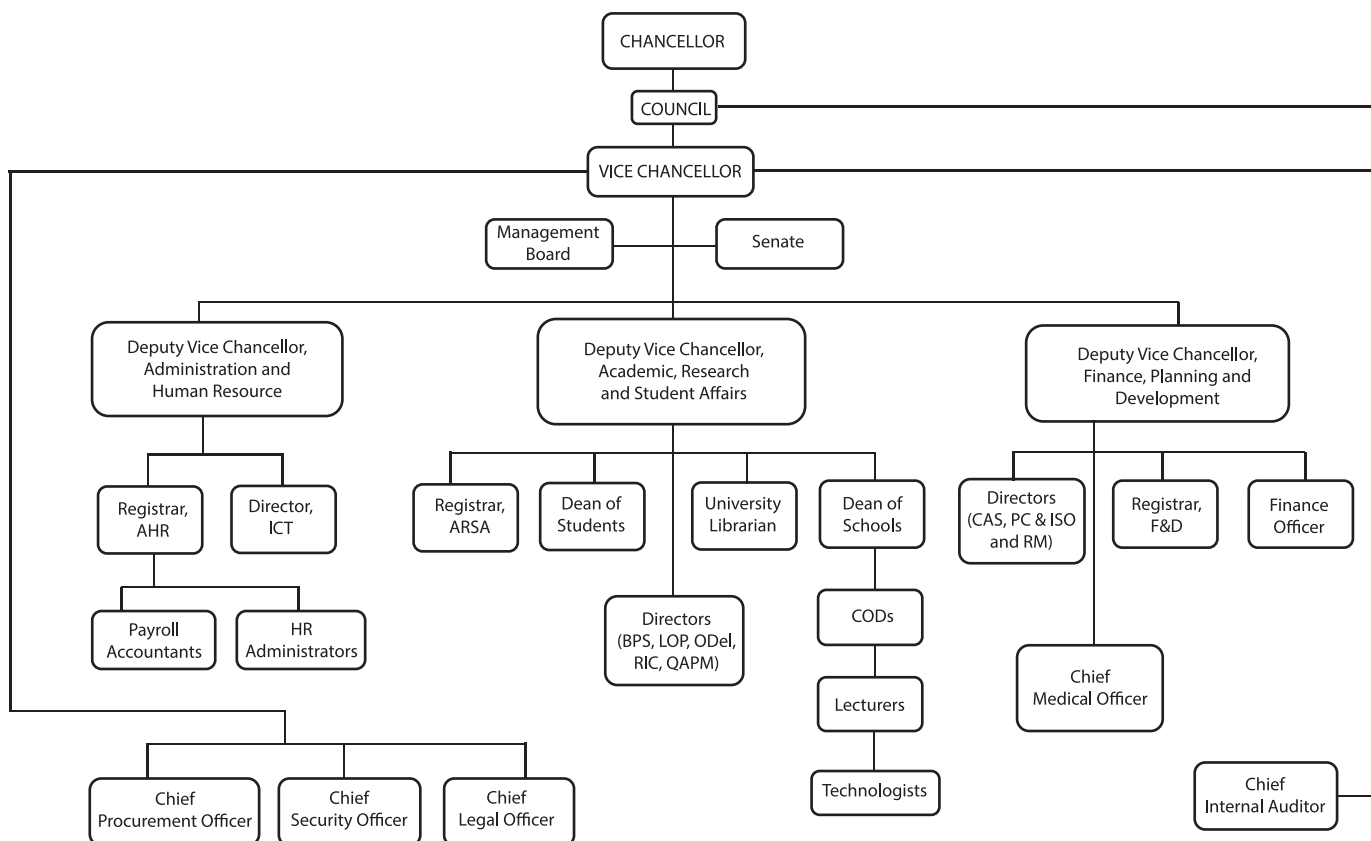 CHANCELLOR
COUNCIL
VICE CHANCELLOR
Management
Board
Senate
Deputy Vice Chancellor,
Administration and
Human Resource
Deputy Vice Chancellor,
Academic, Research
and Student Affairs
Deputy Vice Chancellor,
Finance, Planning and
Development
Registrar,
AHR
Director,
ICT
Registrar,
ARSA
Dean of
Students
University
Librarian
Dean of
Schools
Directors
(CAS, PC & ISO
and RM)
Registrar,
F&D
Finance
Officer
Payroll
Accountants
HR
Administrators
Directors
(BPS, LOP, ODel,
RIC, QAPM)
CODs
Lecturers
Technologists
Chief
Medical Officer
Chief
Procurement Officer
Chief
Security Officer
Chief
Legal Officer
Chief
Internal Auditor